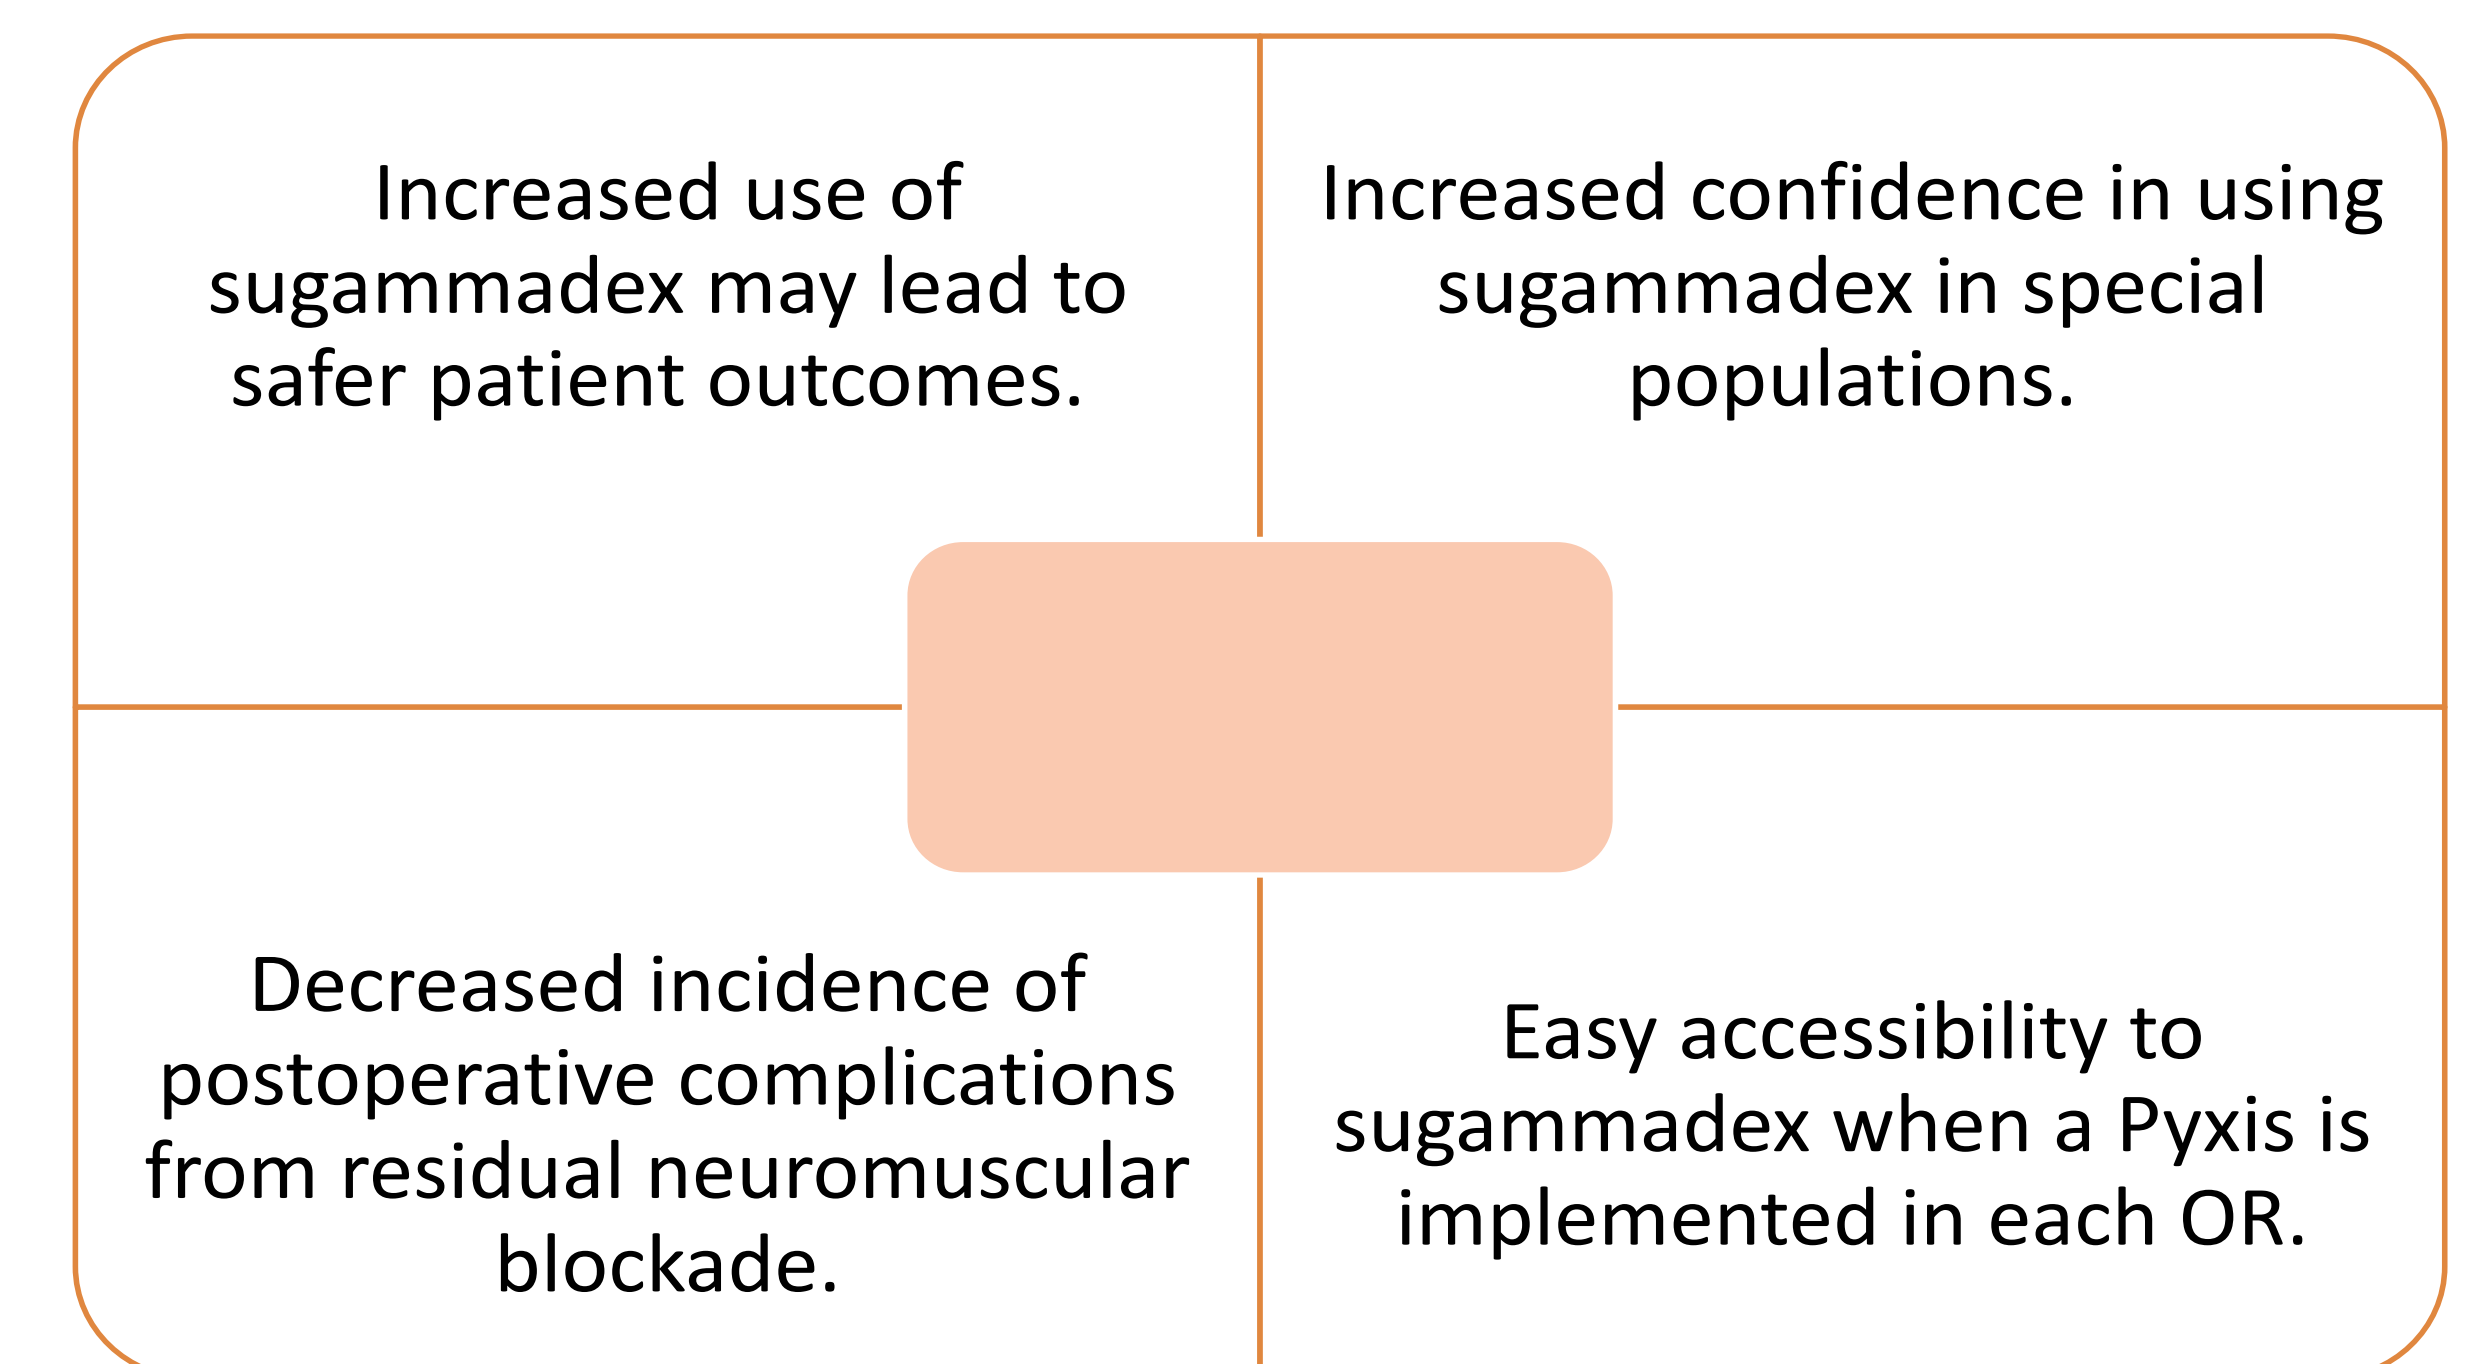 Increased use of
sugammadex may lead to
safer patient outcomes.
Increased confidence in using
sugammadex in special
populations.
Decreased incidence of
postoperative complications
from residual neuromuscular
blockade.
Easy accessibility to
sugammadex when a Pyxis is
implemented in each OR.